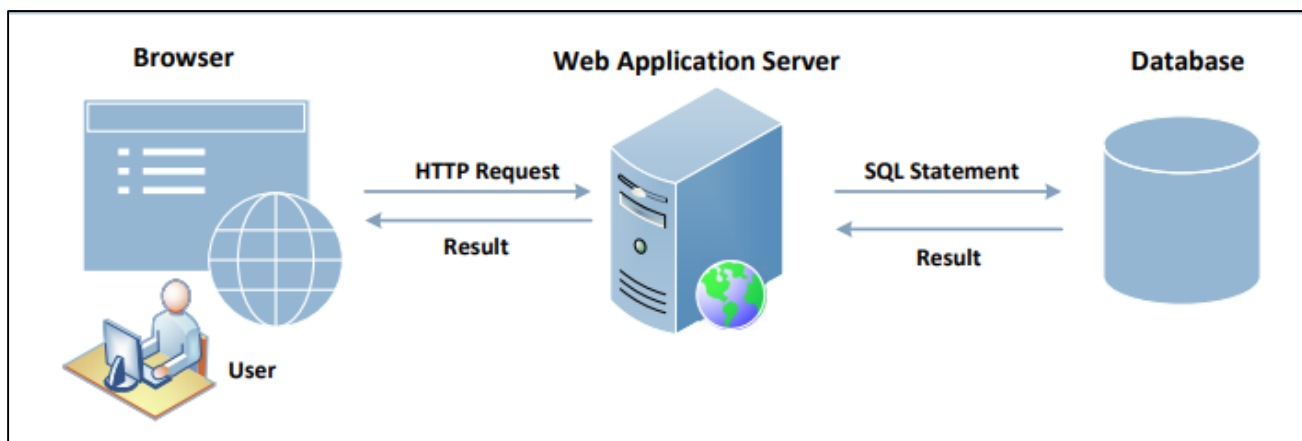 Browser
Web Application Server
Database
HTTP Request
SQL Statement
Result
Result
User